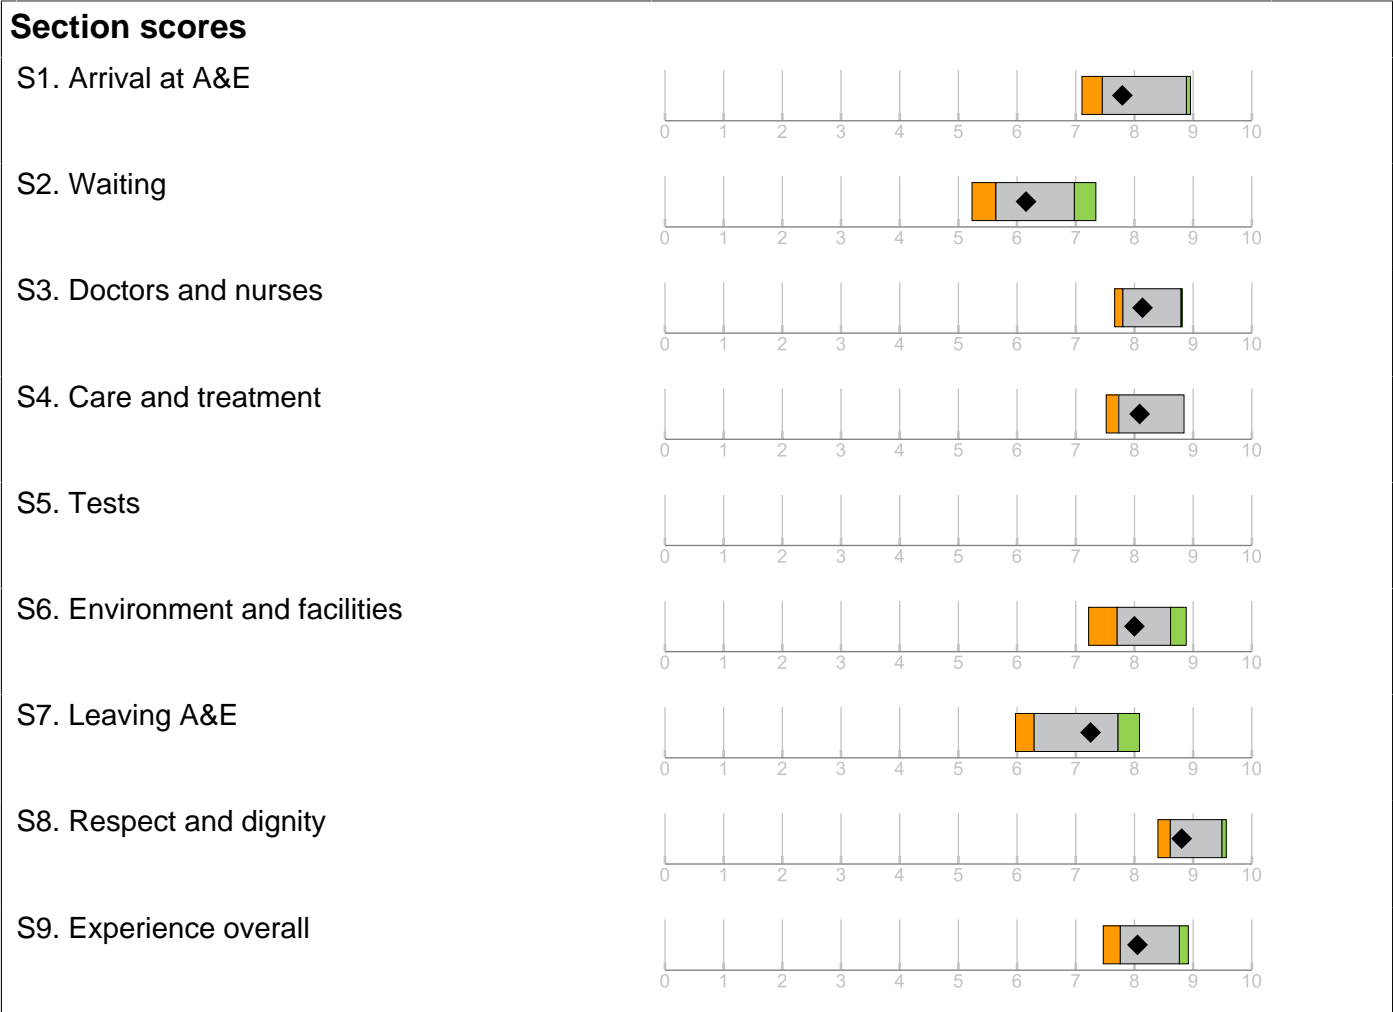 Section scores
S1. Arrival at A&E
0 1 2 3 4 5 6 7 8 9 10
S2. Waiting
0 1 2 3 4 5 6 7 8 9 10
S3. Doctors and nurses
0 1 2 3 4 5 6 7 8 9 10
S4. Care and treatment
0 1 2 3 4 5 6 7 8 9 10
S5. Tests
0 1 2 3 4 5 6 7 8 9 10
S6. Environment and facilities
0 1 2 3 4 5 6 7 8 9 10
S7. Leaving A&E
0 1 2 3 4 5 6 7 8 9 10
S8. Respect and dignity
0 1 2 3 4 5 6 7 8 9 10
S9. Experience overall
0 1 2 3 4 5 6 7 8 9 10